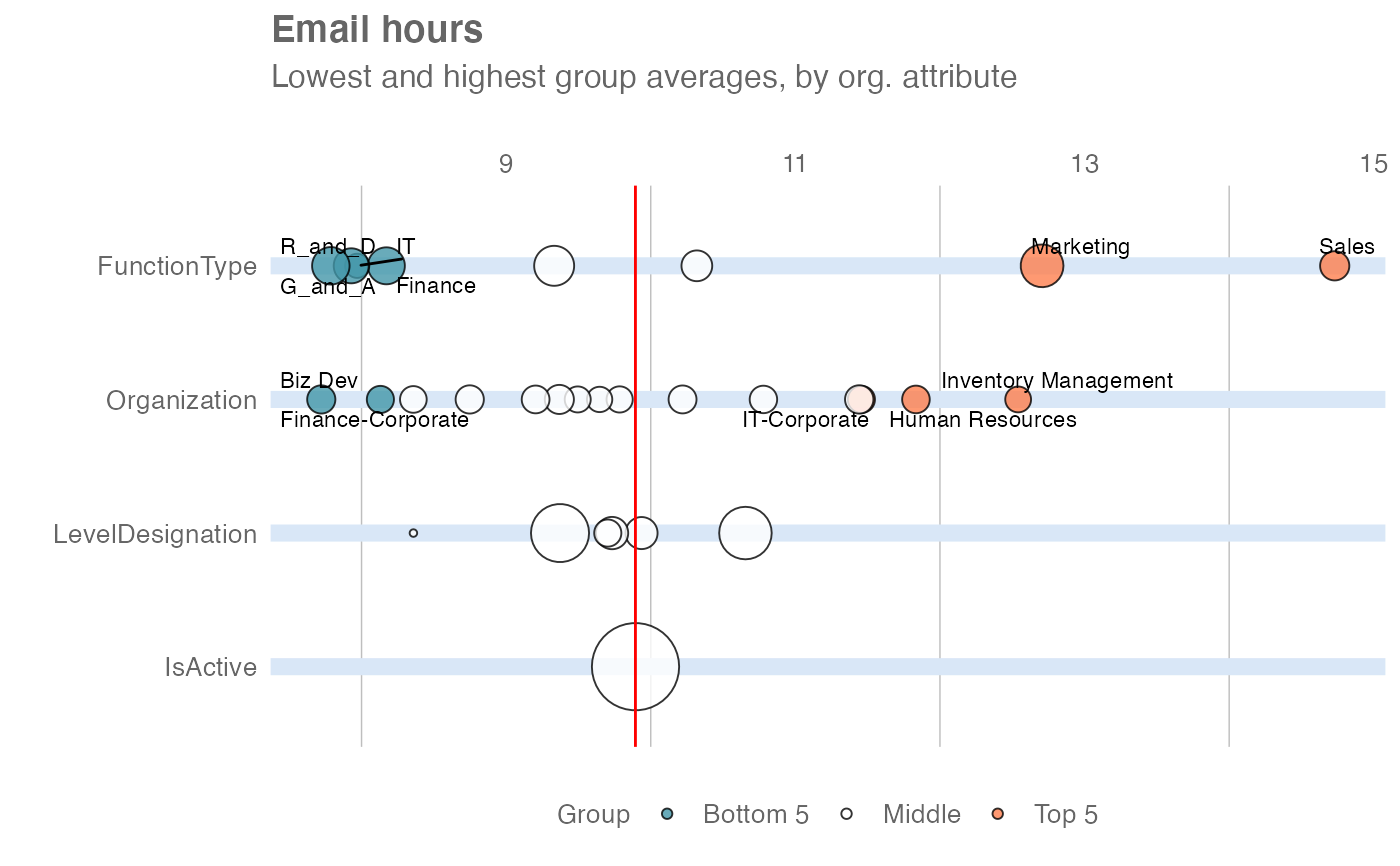 Email hours
Lowest and highest group averages, by org. attribute
9 11 13 15
FunctionType
R_and_D IT Marketing Sales
G_and_A Finance
Organization
Biz Dev Inventory Management
Finance-Corporate IT-Corporate Human Resources
LevelDesignation
IsActive
Group Bottom 5 Middle Top 5